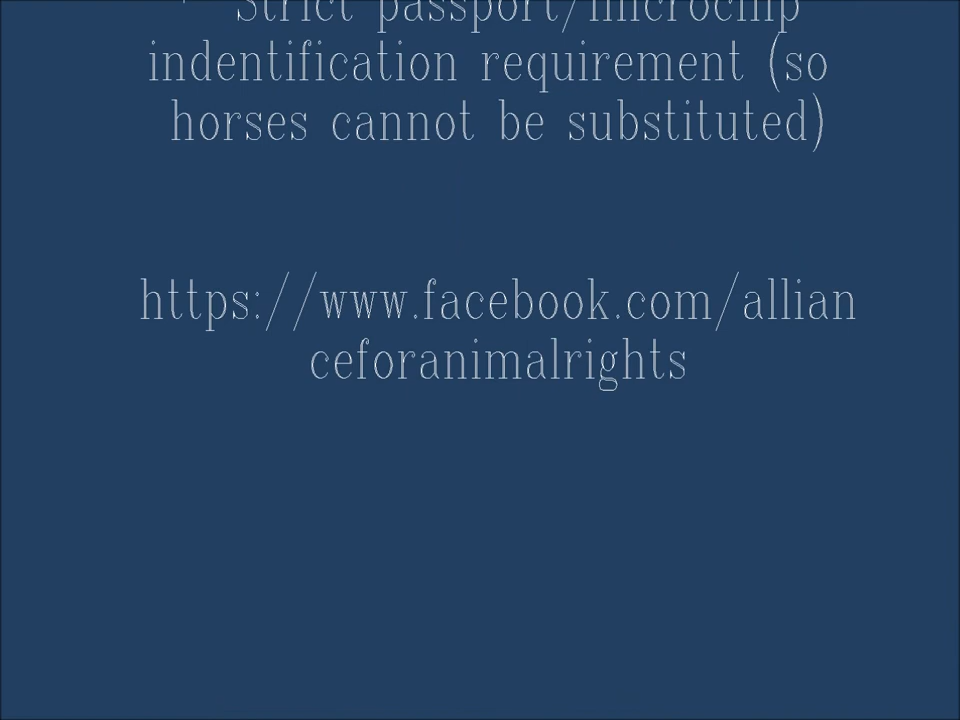 * Strict passport/microchip
indentification requirement (so
horses cannot be substituted)
https://www.facebook.com/allian
ceforanimalrights